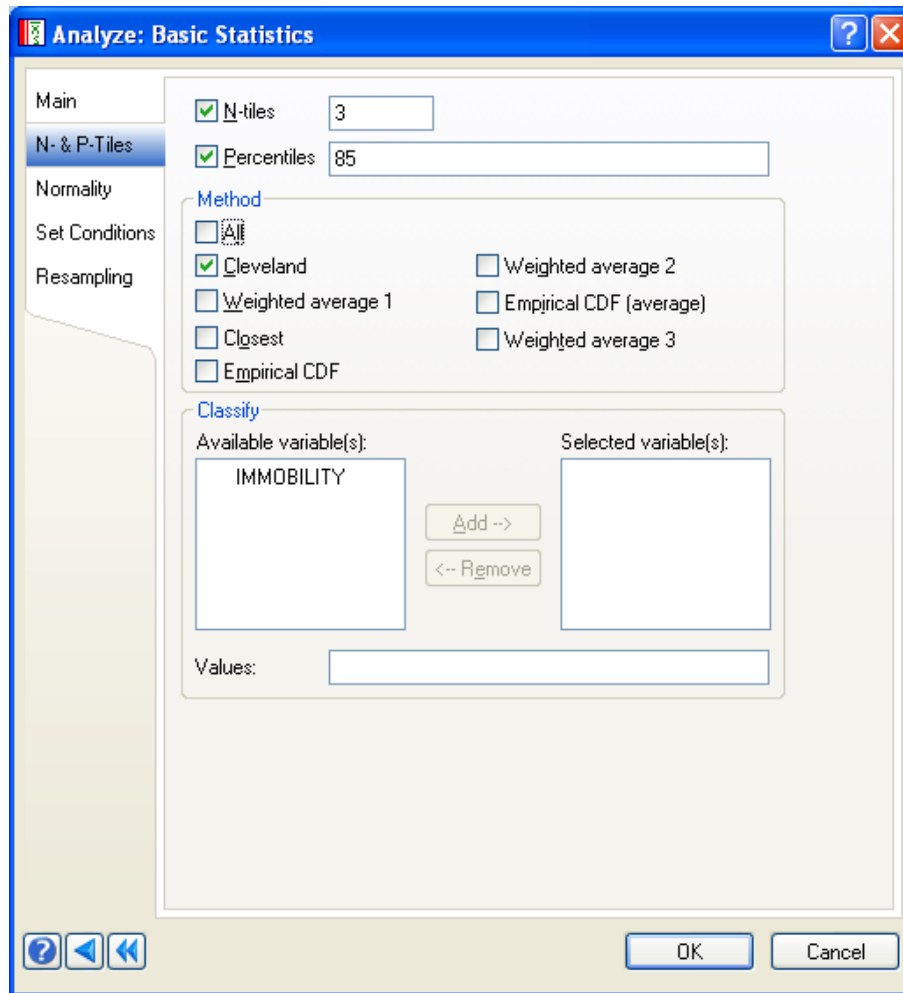 Analyze: Basic Statistics
Main
N- & P-Tiles
Normality
Set Conditions
Resampling
N-tiles 3
Percentiles 85
Method
All
Cleveland Weighted average 2
Weighted average 1 Empirical CDF (average)
Closest Weighted average 3
Empirical CDF
Classify
Available variable(s): Selected variable(s):
IMMOBILITY
Add -->
<-- Remove
Values:
OK Cancel